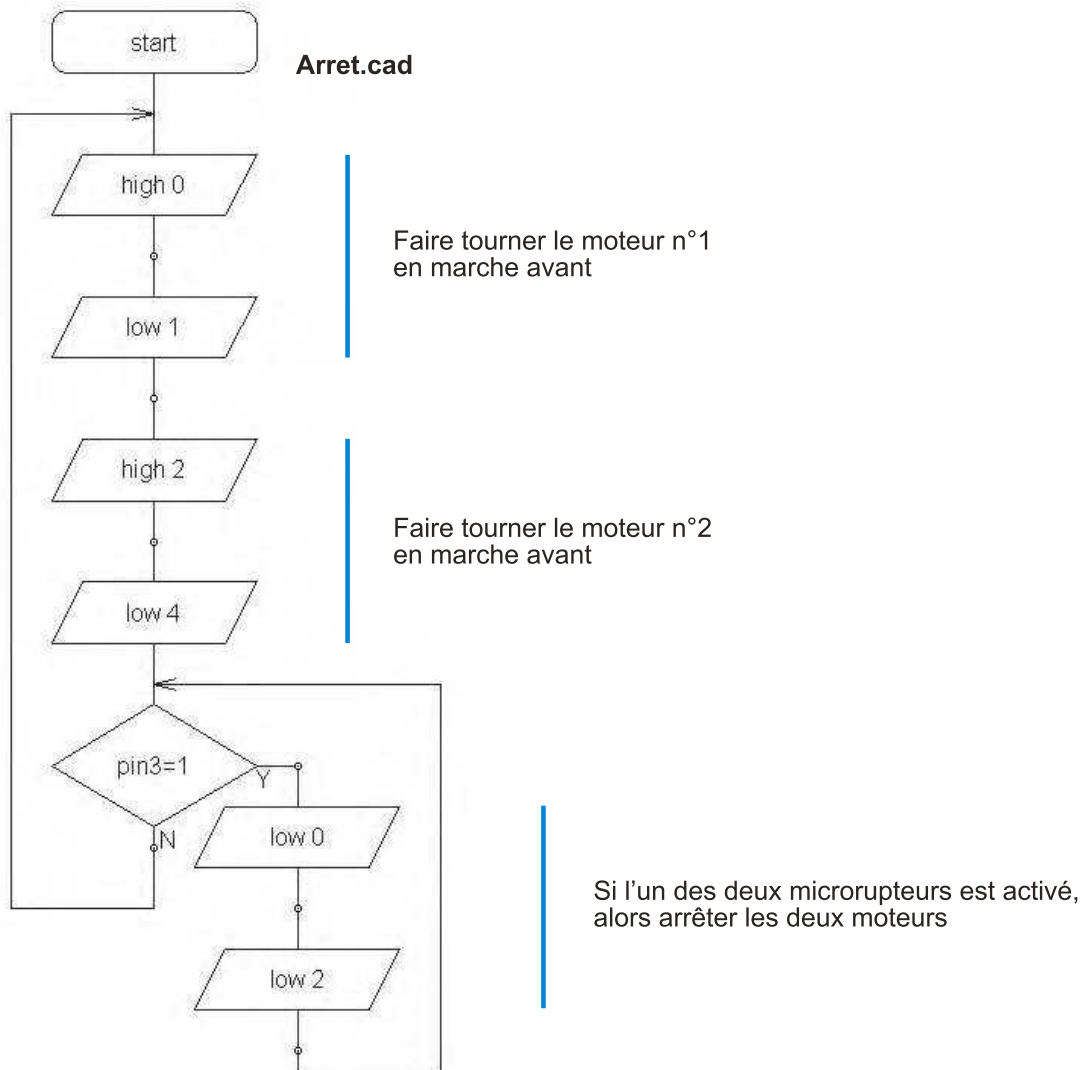 start
Arret.cad
high 0
Faire tourner le moteur n°1
en marche avant
low 1
high 2
Faire tourner le moteur n°2
en marche avant
low 4
pin3=1
Y
N
low 0
Si l'un des deux microrupteurs est activé,
alors arrêter les deux moteurs
low 2